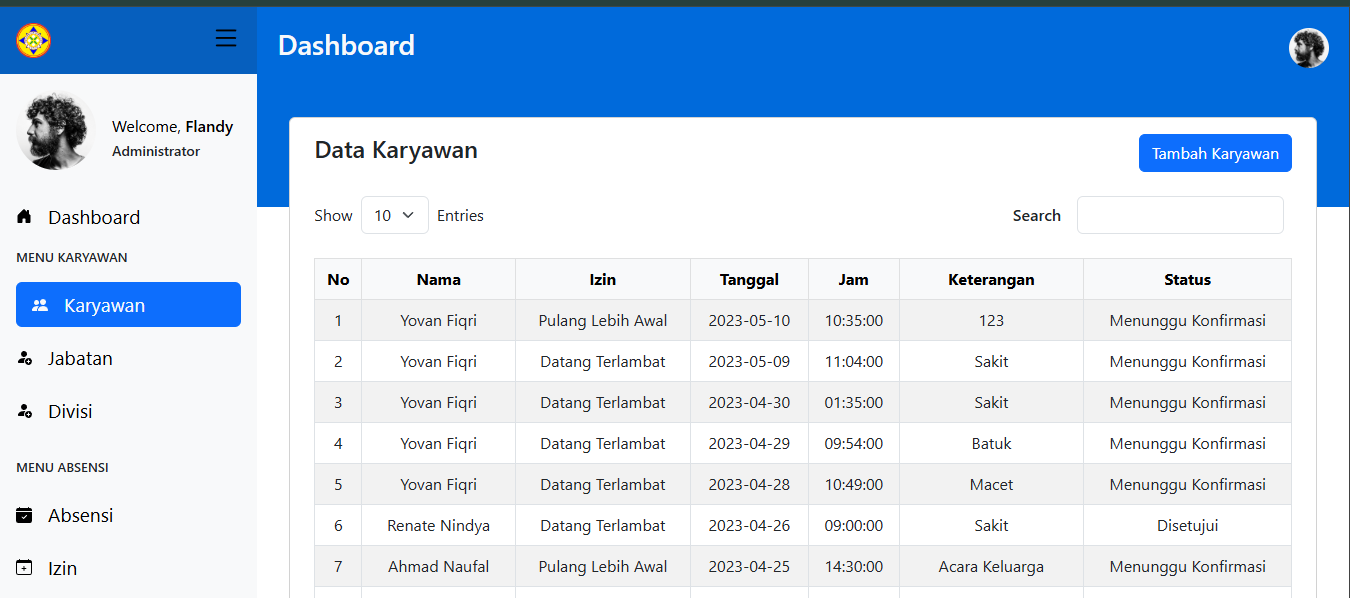 Dashboard
Welcome, Flandy
Administrator
Dashboard
MENU KARYAWAN
Karyawan
Jabatan
Divisi
MENU ABSENSI
Absensi
Izin
Data Karyawan
Tambah Karyawan
Show 10 Entries
Search
No Nama Izin Tanggal Jam Keterangan Status
1 Yovan Fiqri Pulang Lebih Awal 2023-05-10 10:35:00 123 Menunggu Konfirmasi
2 Yovan Fiqri Datang Terlambat 2023-05-09 11:04:00 Sakit Menunggu Konfirmasi
3 Yovan Fiqri Datang Terlambat 2023-04-30 01:35:00 Sakit Menunggu Konfirmasi
4 Yovan Fiqri Datang Terlambat 2023-04-29 09:54:00 Batuk Menunggu Konfirmasi
5 Yovan Fiqri Datang Terlambat 2023-04-28 10:49:00 Macet Menunggu Konfirmasi
6 Renate Nindya Datang Terlambat 2023-04-26 09:00:00 Sakit Disetujui
7 Ahmad Naufal Pulang Lebih Awal 2023-04-25 14:30:00 Acara Keluarga Menunggu Konfirmasi